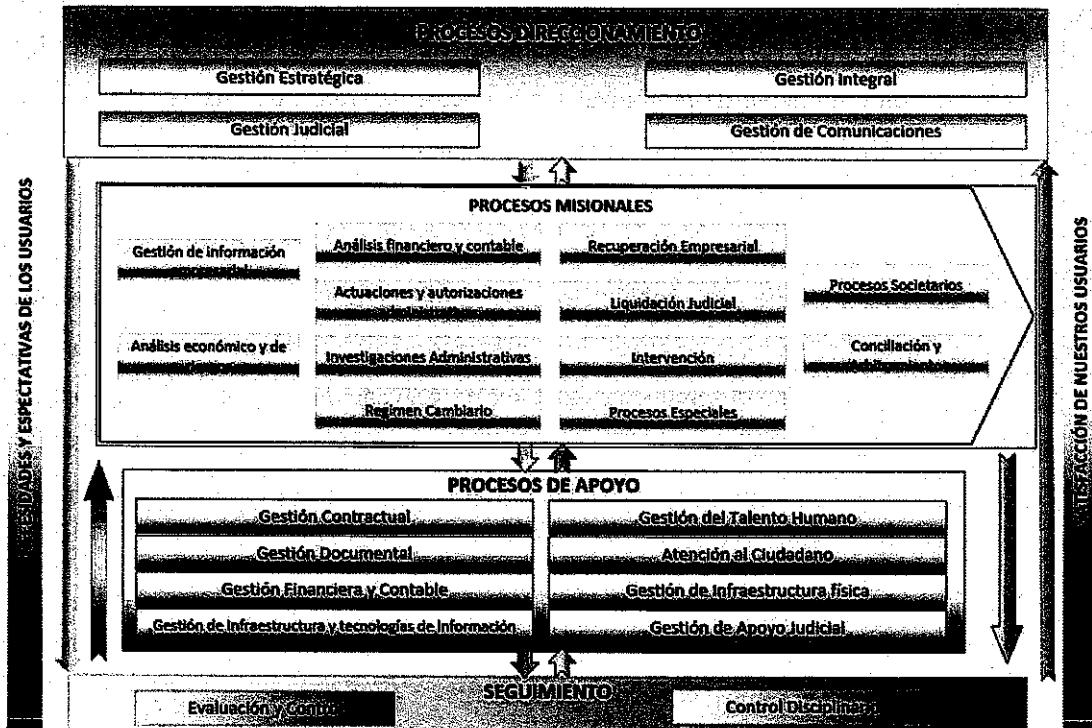 PROCESOS DIRECCIONAMIENTO
Gestión Estratégica
Gestión Integral
Gestión Judicial
Gestión de Comunicaciones
ESPECTATIVAS DE LOS USUARIOS
PROCESOS MISIONALES
Gestión de información
Análisis económico y de
Análisis financiero y contable
Actuaciones y autorizaciones
Investigaciones Administrativas
Regimen Cambiario
Recuperación Empresarial
Liquidación Judicial
Intervención
Procesos Especiales
Procesos Societarios
Conciliación y
DE NUESTROS USUARIOS
PROCESOS DE APOYO
Gestión Contractual
Gestión del Talento Humano
Gestión Documental
Atención al Ciudadano
Gestión Financiera y Contable
Gestión de Infraestructura física
Gestión de Infraestructura y tecnologías de Información
Gestión de Apoyo Judicial
SEGUIMIENTO
Evaluación y
Control